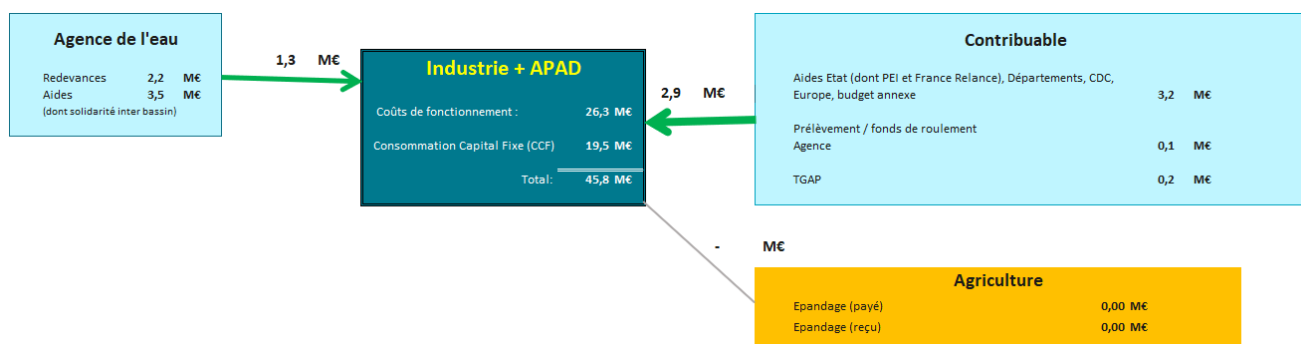 Agence de l'eau
Redevances 2,2 M€
Aides 3,5 M€
(dont solidarité inter bassin)
1,3 M€
Industrie + APAD
Coûts de fonctionnement : 26,3 M€
Consommation Capital Fixe (CCF) 19,5 M€
Total: 45,8 M€
2,9 M€
Contribuable
Aides Etat (dont PEI et France Relance), Départements, CDC,
Europe, budget annexe 3,2 M€
Prélèvement / fonds de roulement
Agence 0,1 M€
TGAP 0,2 M€
- M€
Agriculture
Epandage (payé) 0,00 M€
Epandage (reçu) 0,00 M€